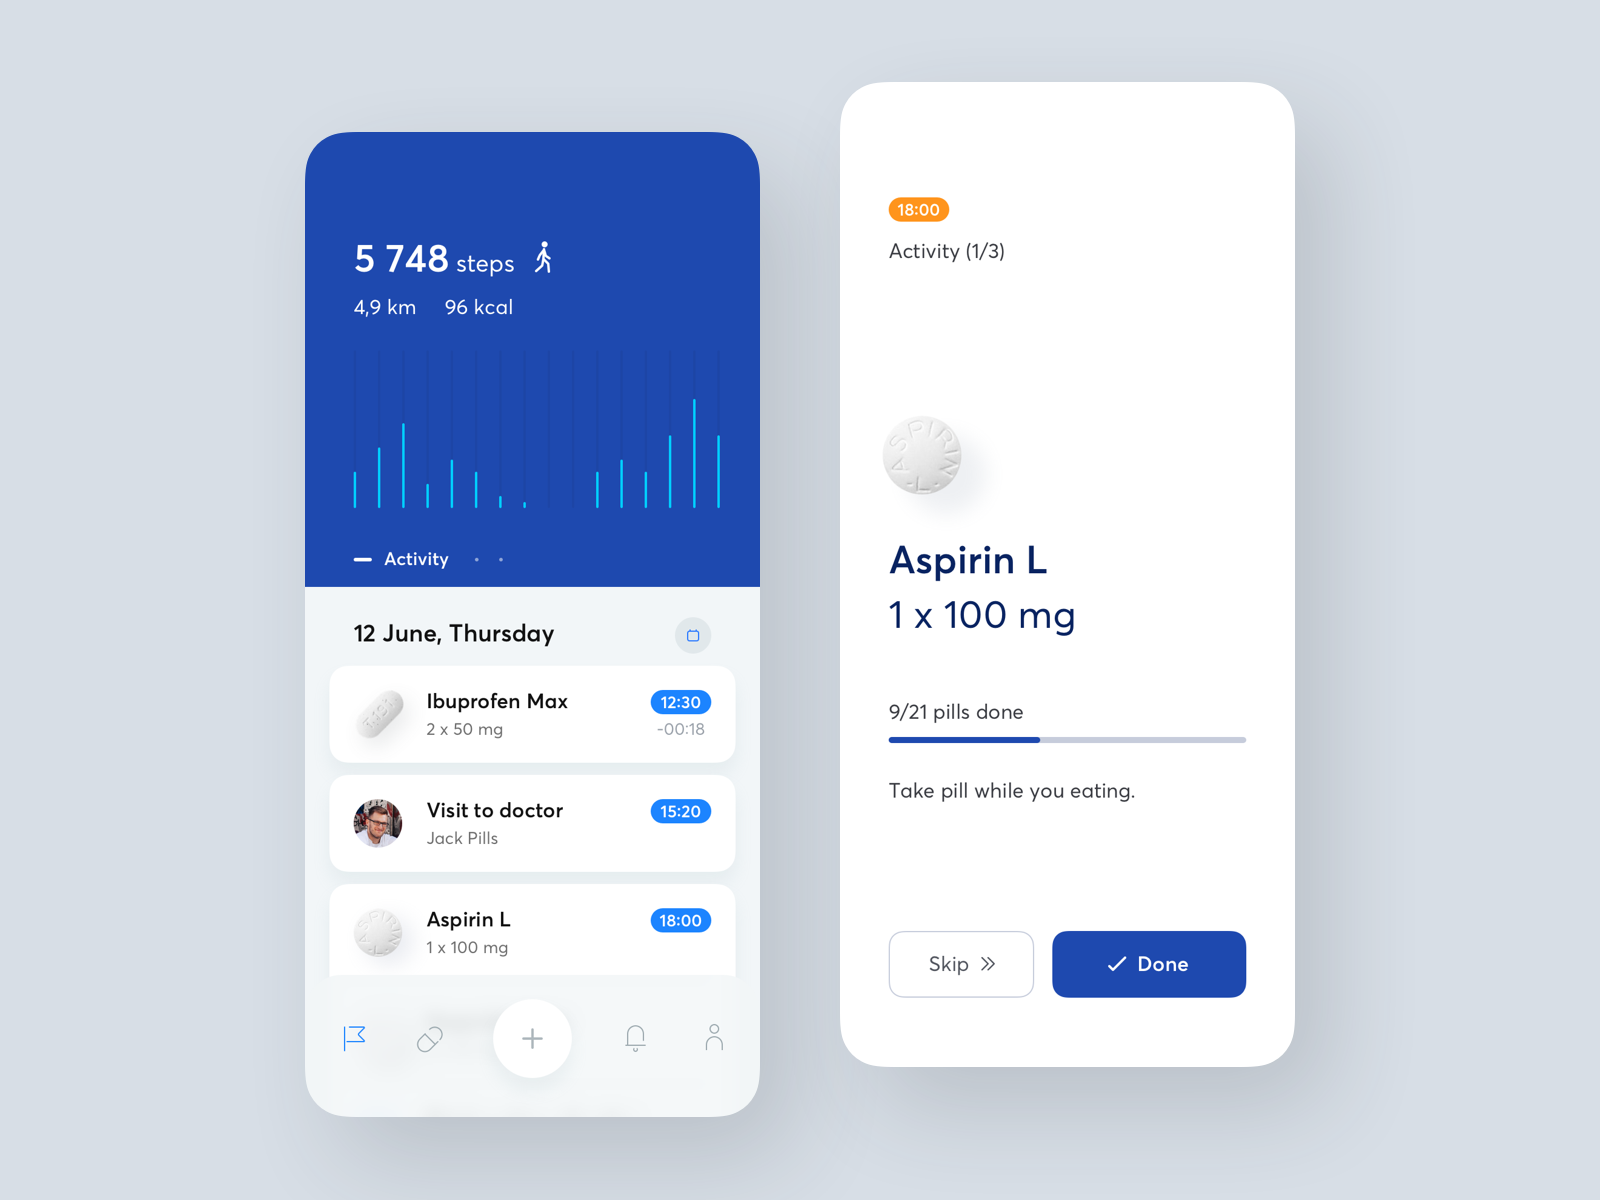 5 748 steps
4,9 km 96 kcal
Activity
12 June, Thursday
Ibuprofen Max
12:30
2 x 50 mg
-00:18
Visit to doctor
15:20
Jack Pills
ASPIRIN
-L-
Aspirin L
18:00
1 x 100 mg
18:00
Activity (1/3)
ASPIRIN
-L-
Aspirin L
1 x 100 mg
9/21 pills done
Take pill while you eating.
Skip
Done